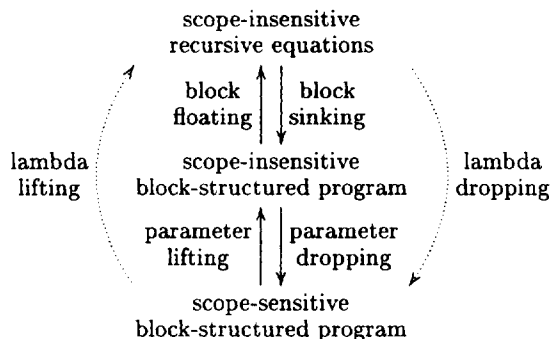 scope-insensitive
recursive equations
block
floating
block
sinking
lambda
lifting
scope-insensitive
block-structured program
lambda
dropping
parameter
lifting
parameter
dropping
scope-sensitive
block-structured program